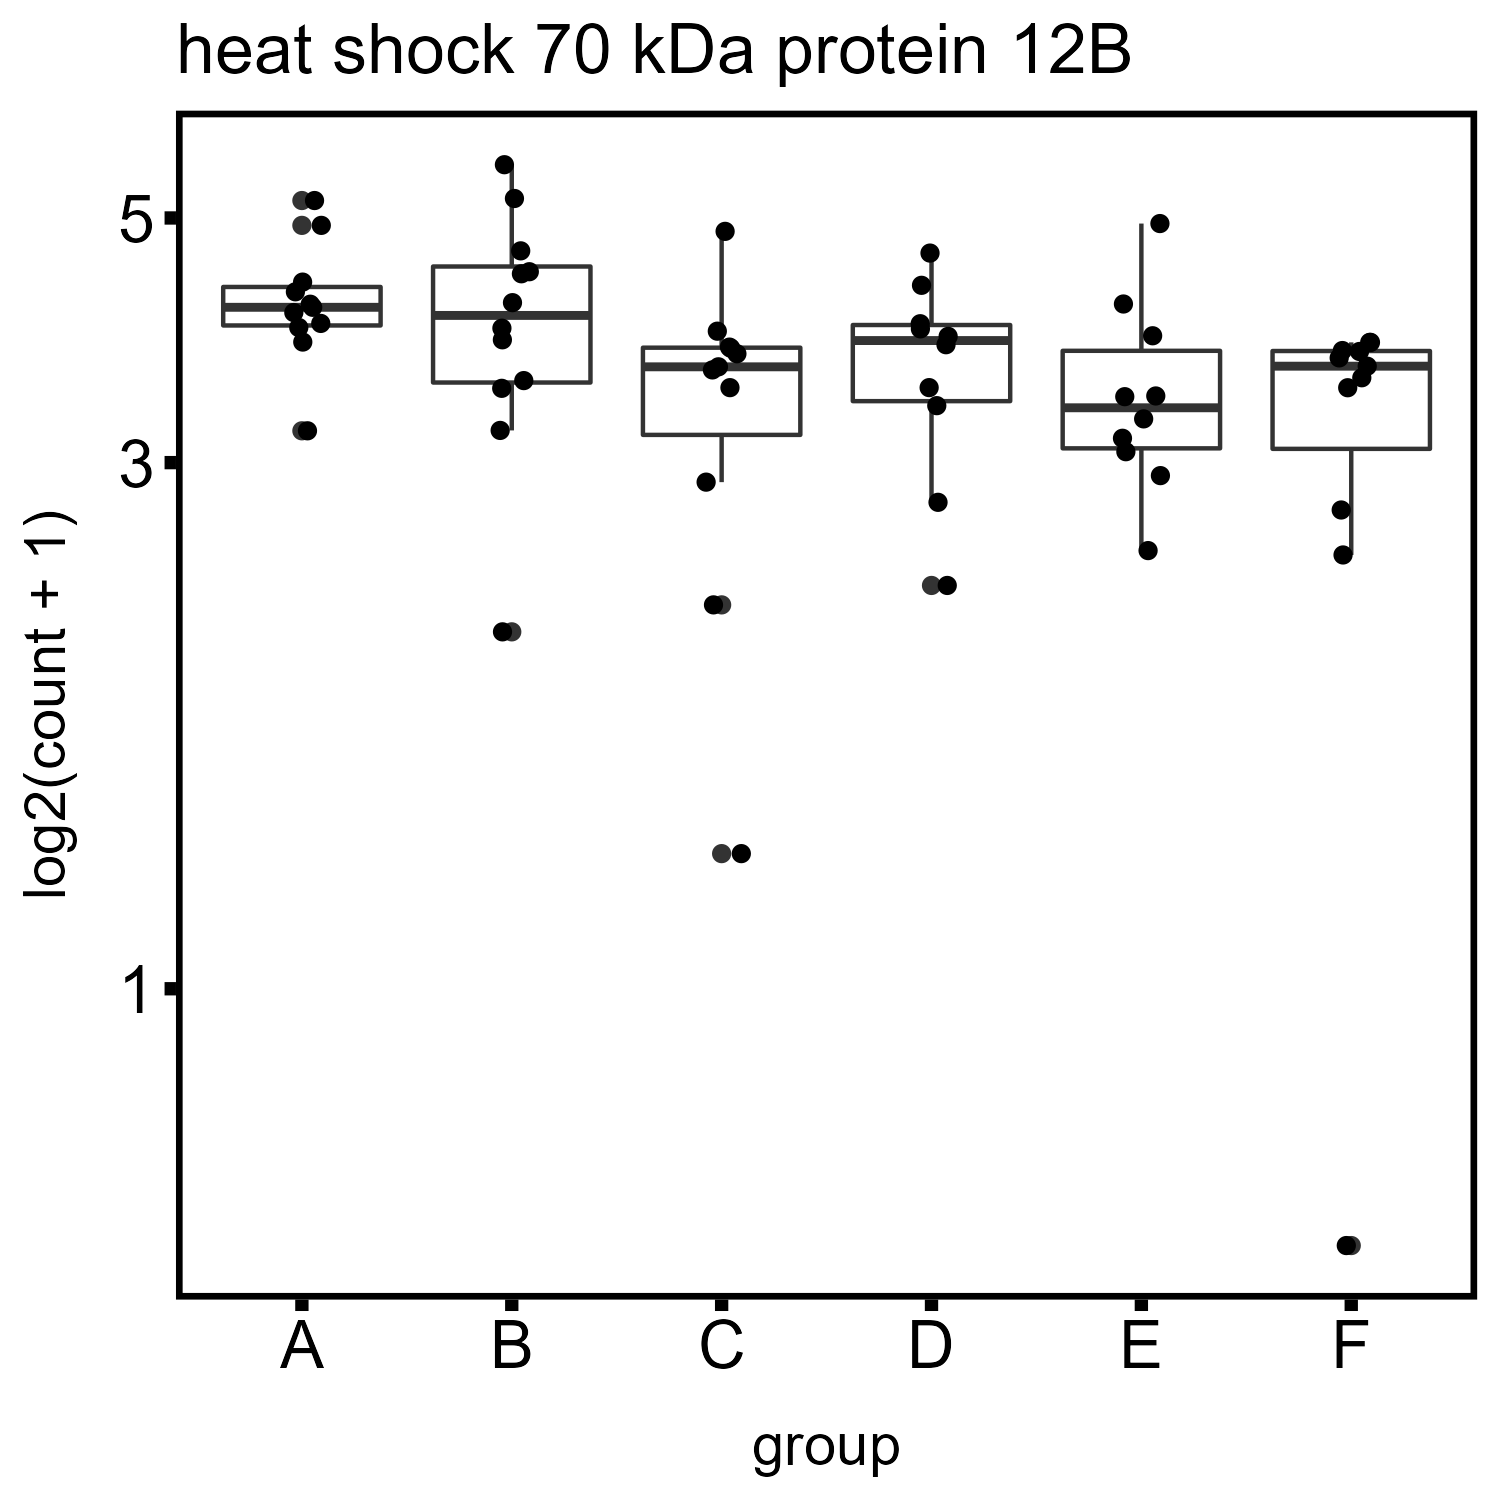 heat shock 70 kDa protein 12B
5
3
1
log2(count + 1)
A B C D E F
group